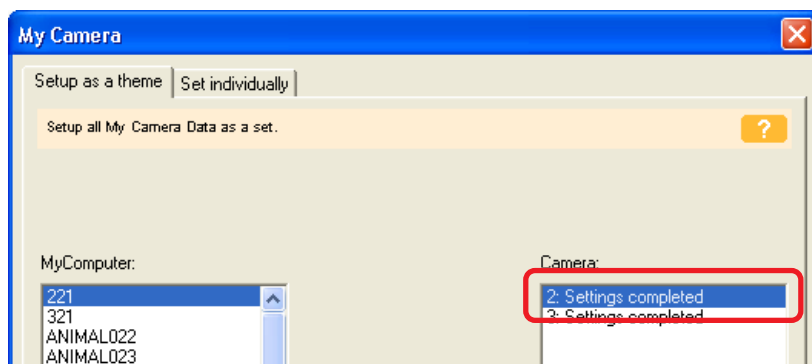 My Camera
Setup as a theme
Set individually
Setup all My Camera Data as a set.
?
MyComputer:
Camera:
221
321
ANIMAL022
ANIMAL023
2: Settings completed
3: Settings completed